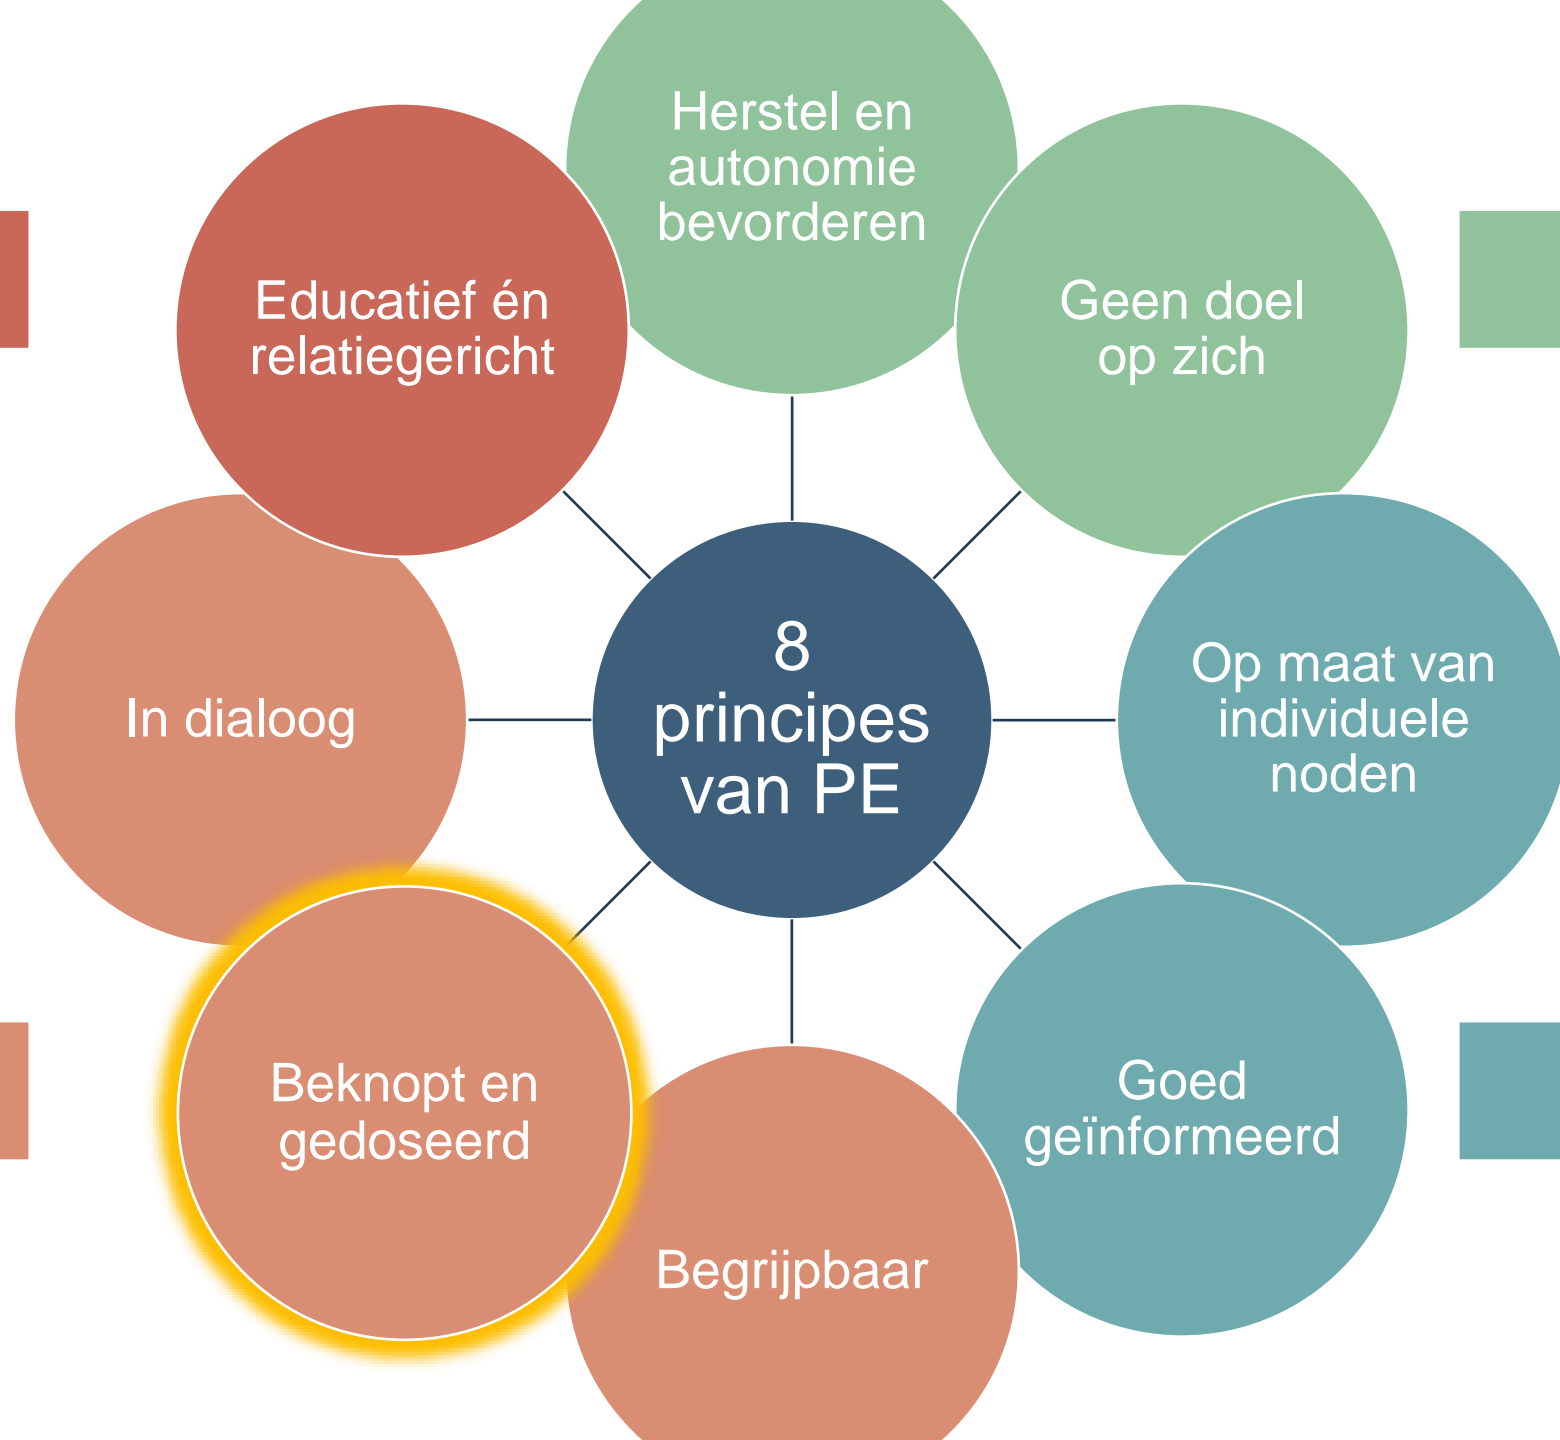 Herstel en
autonomie
bevorderen
Geen doel
op zich
Op maat van
individuele
noden
Goed
geïnformeerd
Begrijpbaar
Beknopt en
gedoseerd
In dialoog
Educatief én
relatiegericht
8
principes
van PE